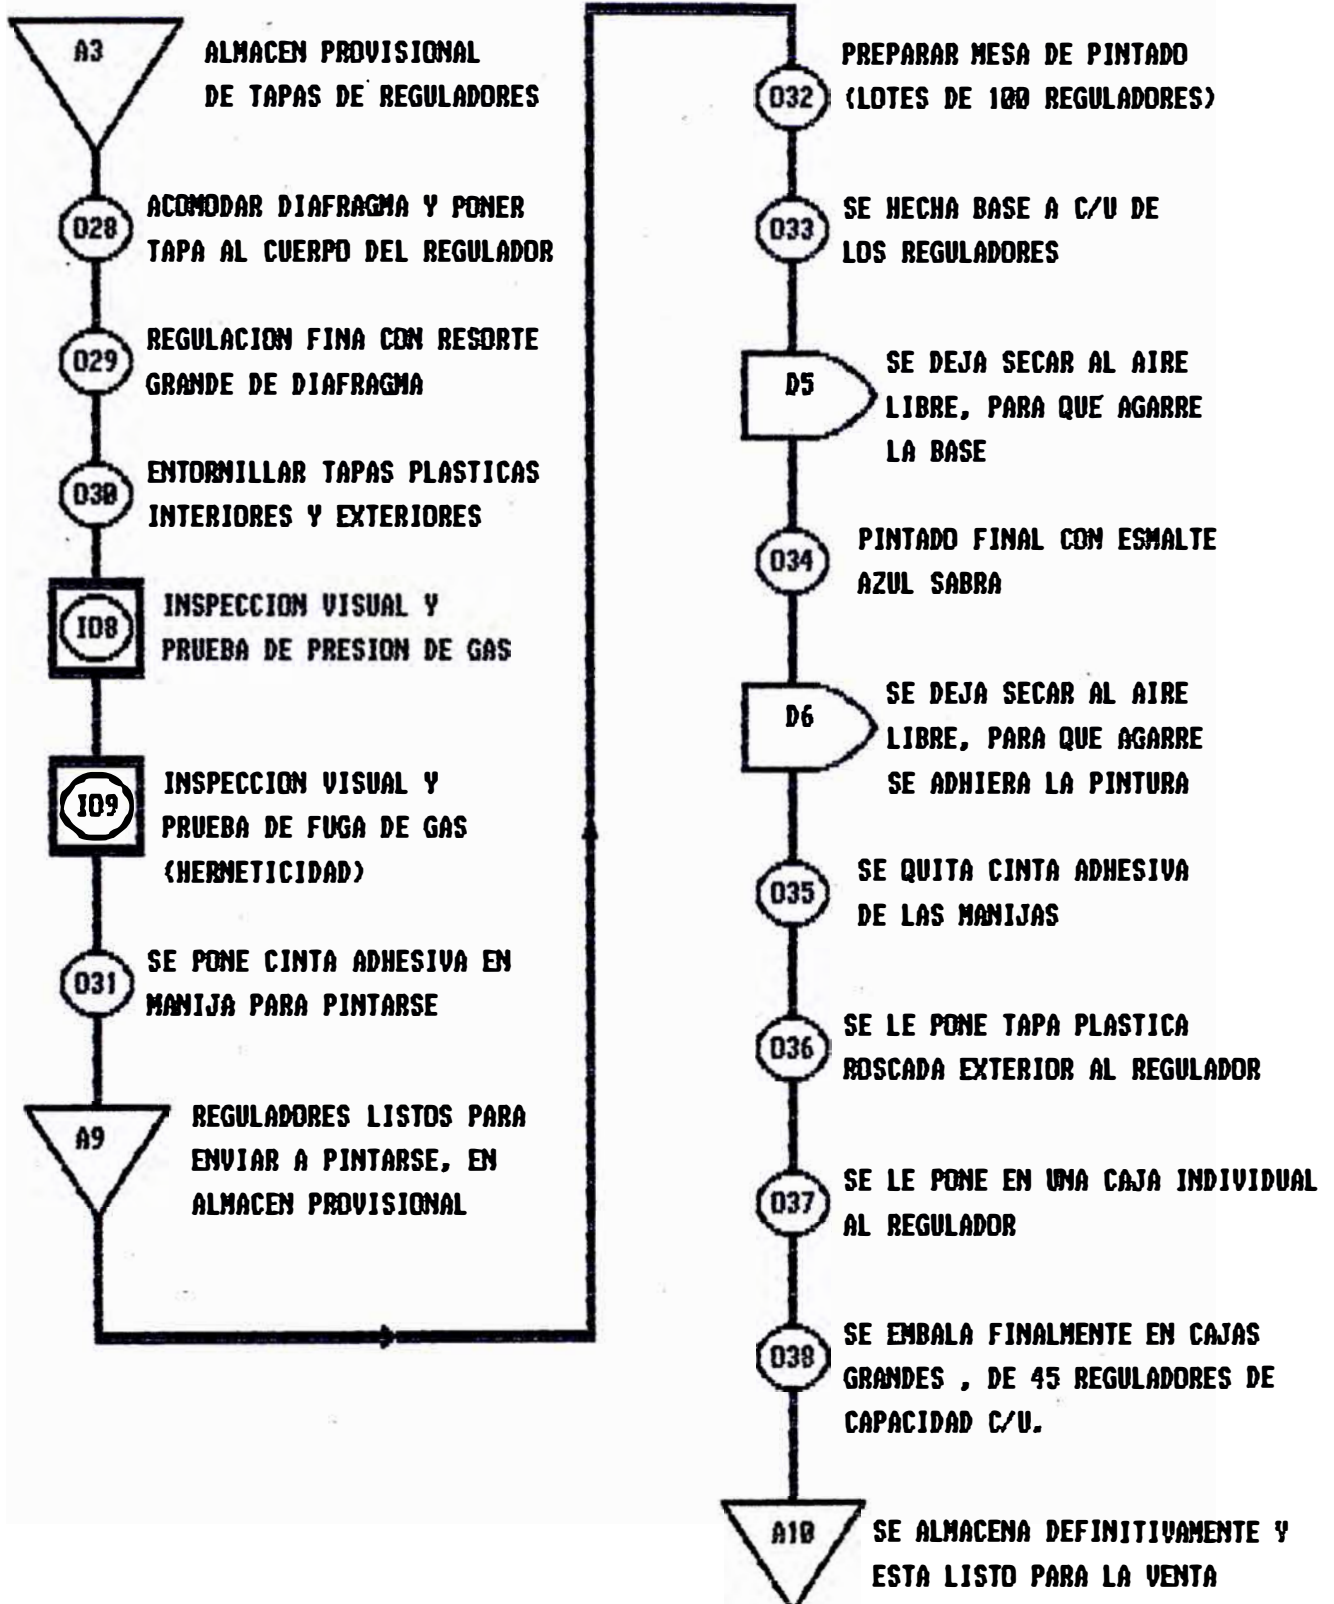 A3
ALMACEN PROVISIONAL
DE TAPAS DE REGULADORES
O28
ACOMODAR DIAFRAGMA Y PONER
TAPA AL CUERPO DEL REGULADOR
O29
REGULACION FINA CON RESORTE
GRANDE DE DIAFRAGMA
O30
ENTORNILLAR TAPAS PLASTICAS
INTERIORES Y EXTERIORES
IO8
INSPECCION VISUAL Y
PRUEBA DE PRESION DE GAS
IO9
INSPECCION VISUAL Y
PRUEBA DE FUGA DE GAS
(HERMETICIDAD)
O31
SE PONE CINTA ADHESIVA EN
MANIJA PARA PINTARSE
A9
REGULADORES LISTOS PARA
ENVIAR A PINTARSE, EN
ALMACEN PROVISIONAL
O32
PREPARAR MESA DE PINTADO
(LOTES DE 100 REGULADORES)
O33
SE HECHA BASE A C/U DE
LOS REGULADORES
D5
SE DEJA SECAR AL AIRE
LIBRE, PARA QUE AGARRE
LA BASE
O34
PINTADO FINAL CON ESMALTE
AZUL SABRA
D6
SE DEJA SECAR AL AIRE
LIBRE, PARA QUE AGARRE
SE ADHIERA LA PINTURA
O35
SE QUITA CINTA ADHESIVA
DE LAS MANIJAS
O36
SE LE PONE TAPA PLASTICA
ROSCADA EXTERIOR AL REGULADOR
O37
SE LE PONE EN UNA CAJA INDIVIDUAL
AL REGULADOR
O38
SE EMBALA FINALMENTE EN CAJAS
GRANDES , DE 45 REGULADORES DE
CAPACIDAD C/U.
A10
SE ALMACENA DEFINITIVAMENTE Y
ESTA LISTO PARA LA VENTA